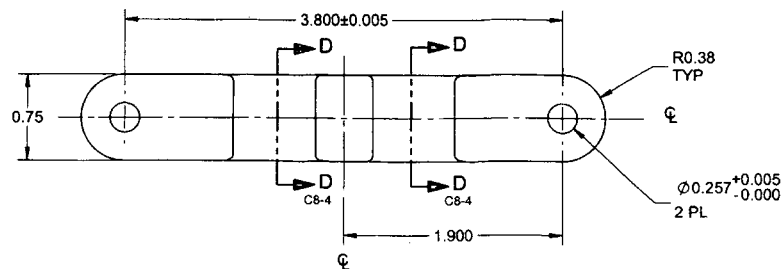 3.800±0.005
D
D
R0.38
TYP
0.75
℄
D
C8-4
D
C8-4
Ø0.257 +0.005
-0.000
2 PL
1.900
℄